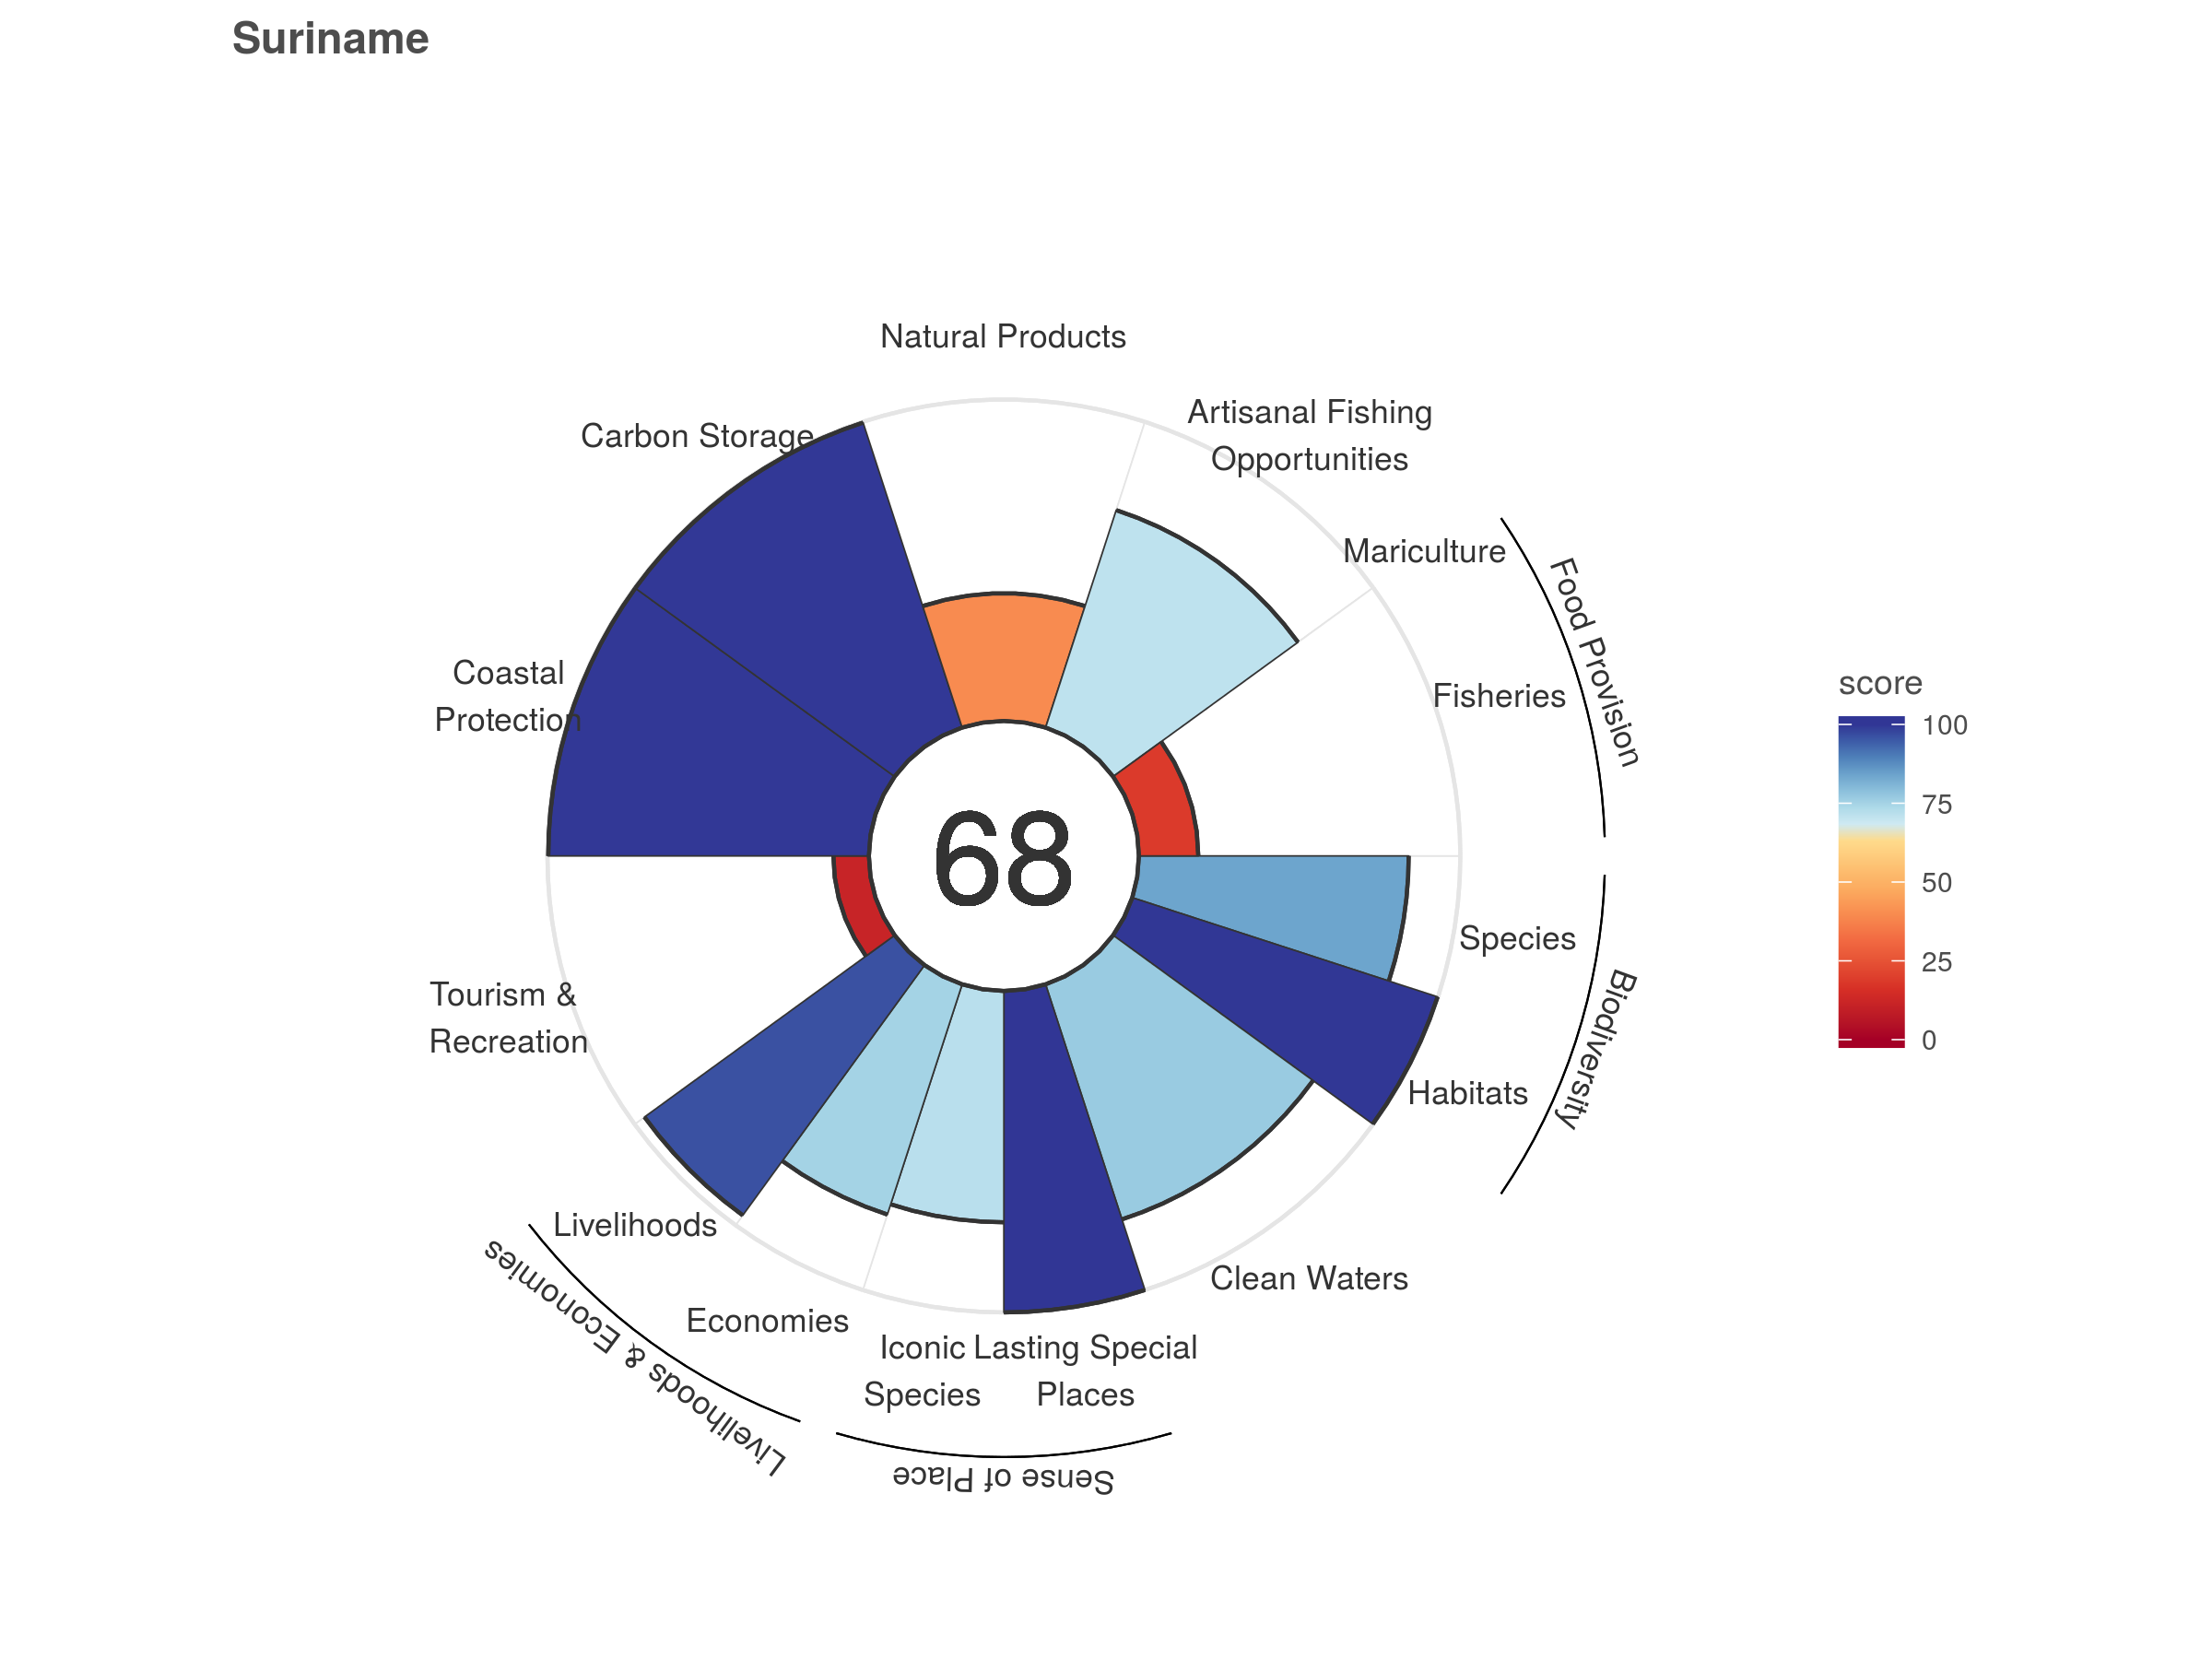 Suriname
Natural Products
Artisanal Fishing
Opportunities
Carbon Storage
Mariculture
Food Provision
Fisheries
Coastal
Protection
score
100
75
50
25
0
68
Species
Biodiversity
Habitats
Tourism &
Recreation
Livelihoods
Clean Waters
Economies
Livelihoods & Economies
Iconic
Species
Lasting Special
Places
Sense of Place